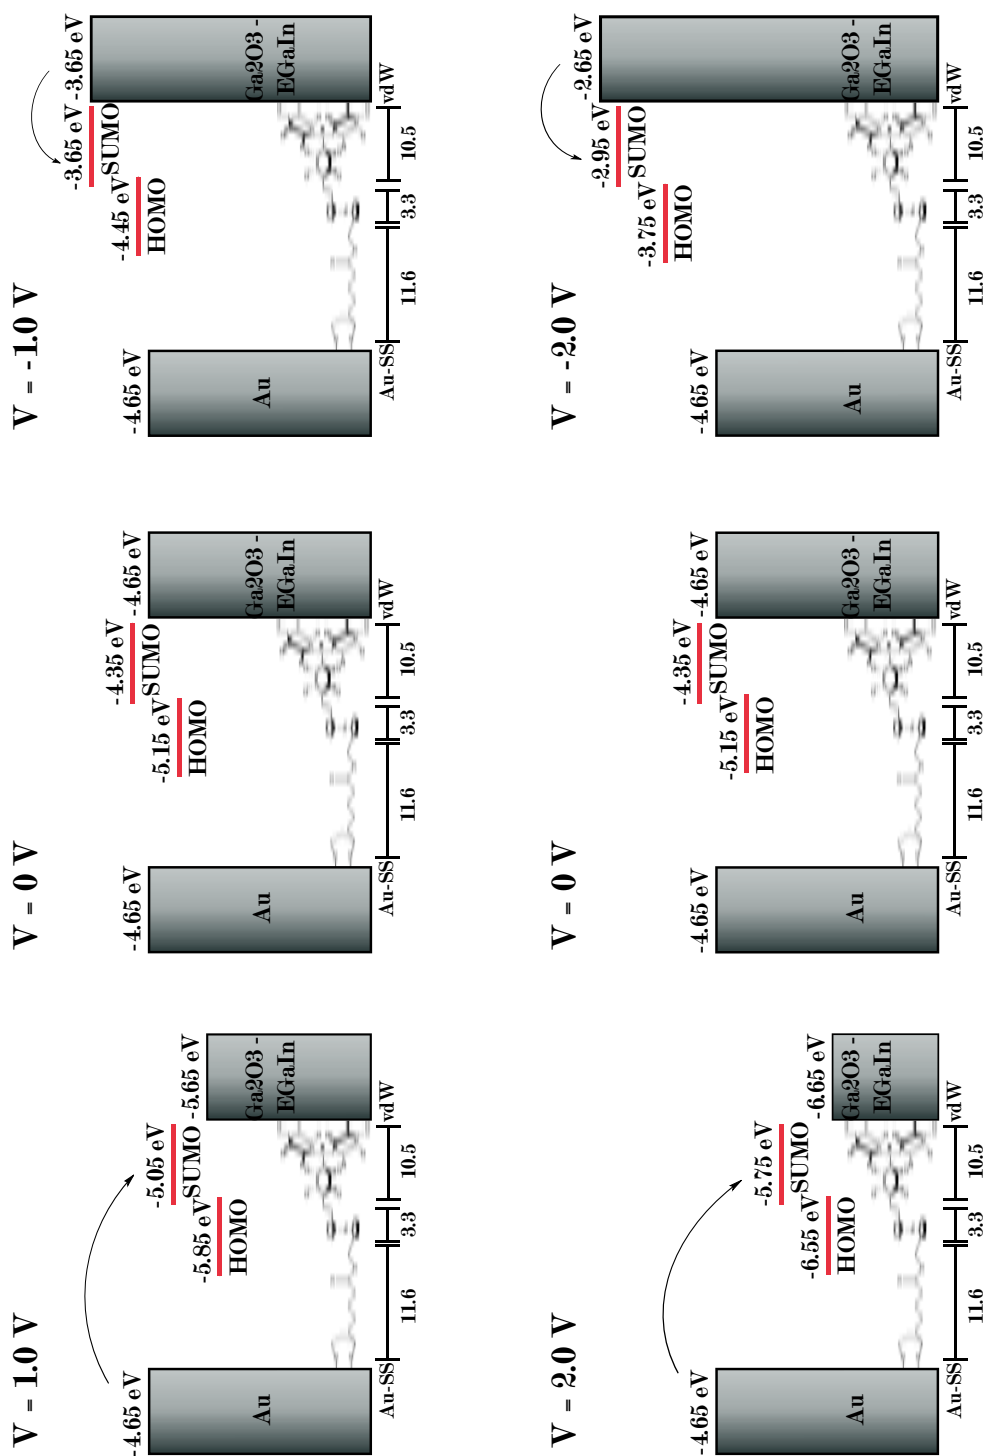 V = 1.0 V
-4.65 eV
Au
-5.85 eV
HOMO
-5.05 eV
SUMO
-5.65 eV
Ga2O3 -
EGaIn
Au-SS
11.6
3.3
10.5
vdW
V = 0 V
-4.65 eV
Au
-5.15 eV
HOMO
-4.35 eV
SUMO
-4.65 eV
Ga2O3 -
EGaIn
Au-SS
11.6
3.3
10.5
vdW
V = -1.0 V
-4.65 eV
Au
-4.45 eV
HOMO
-3.65 eV
SUMO
-3.65 eV
Ga2O3 -
EGaIn
Au-SS
11.6
3.3
10.5
vdW
V = 2.0 V
-4.65 eV
Au
-6.55 eV
HOMO
-5.75 eV
SUMO
-6.65 eV
Ga2O3 -
EGaIn
Au-SS
11.6
3.3
10.5
vdW
V = 0 V
-4.65 eV
Au
-5.15 eV
HOMO
-4.35 eV
SUMO
-4.65 eV
Ga2O3 -
EGaIn
Au-SS
11.6
3.3
10.5
vdW
V = -2.0 V
-4.65 eV
Au
-3.75 eV
HOMO
-2.95 eV
SUMO
-2.65 eV
Ga2O3 -
EGaIn
Au-SS
11.6
3.3
10.5
vdW